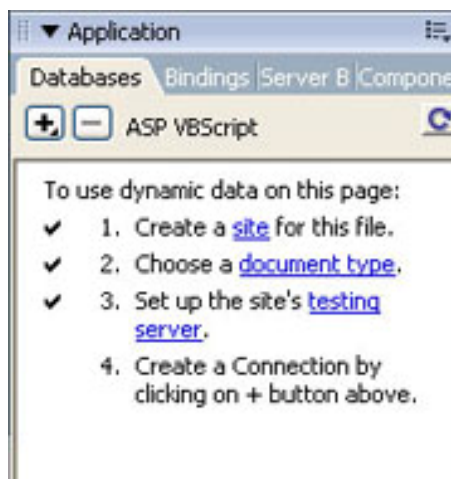 Application
Databases Bindings Server B Compone
ASP VBScript
To use dynamic data on this page:
1. Create a site for this file.
2. Choose a document type.
3. Set up the site's testing
server.
4. Create a Connection by
clicking on + button above.